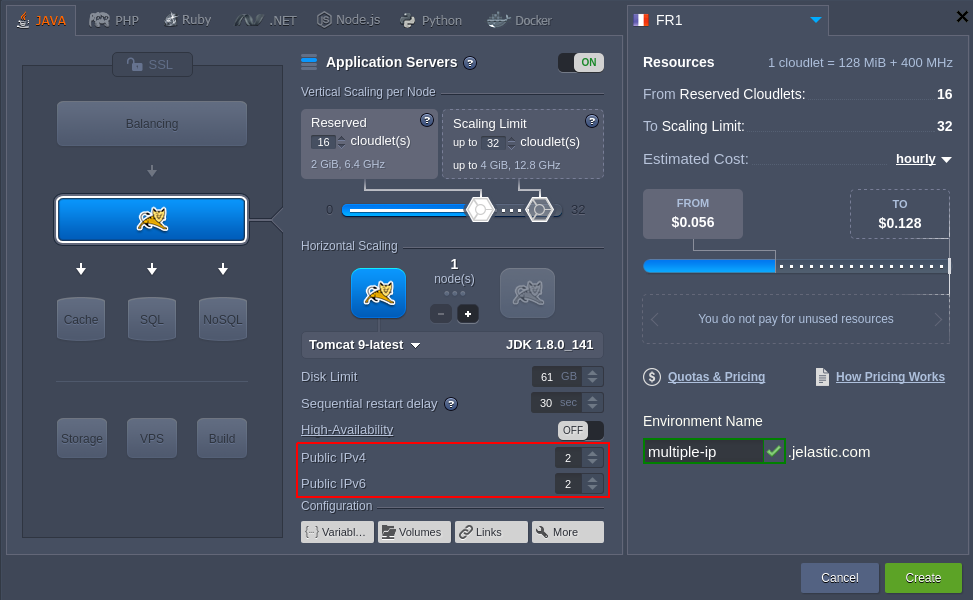 JAVA PHP Ruby .NET Node.js Python Docker
SSL
Balancing
Cache SQL NoSQL
Storage VPS Build
Application Servers ? ON
Vertical Scaling per Node
Reserved ?
16 cloudlet(s)
2 GiB, 6.4 GHz
Scaling Limit ?
up to 32 cloudlet(s)
up to 4 GiB, 12.8 GHz
0 32
Horizontal Scaling
1
node(s)
− +
Tomcat 9-latest JDK 1.8.0_141
Disk Limit 61 GB
Sequential restart delay ? 30 sec
High-Availability OFF
Public IPv4 2
Public IPv6 2
Configuration
{··} Variabl... Volumes Links More
FR1
Resources 1 cloudlet = 128 MiB + 400 MHz
From Reserved Cloudlets: 16
To Scaling Limit: 32
Estimated Cost: hourly
FROM
$0.056
TO
$0.128
You do not pay for unused resources
$ Quotas & Pricing How Pricing Works
Environment Name
multiple-ip .jelastic.com
Cancel Create